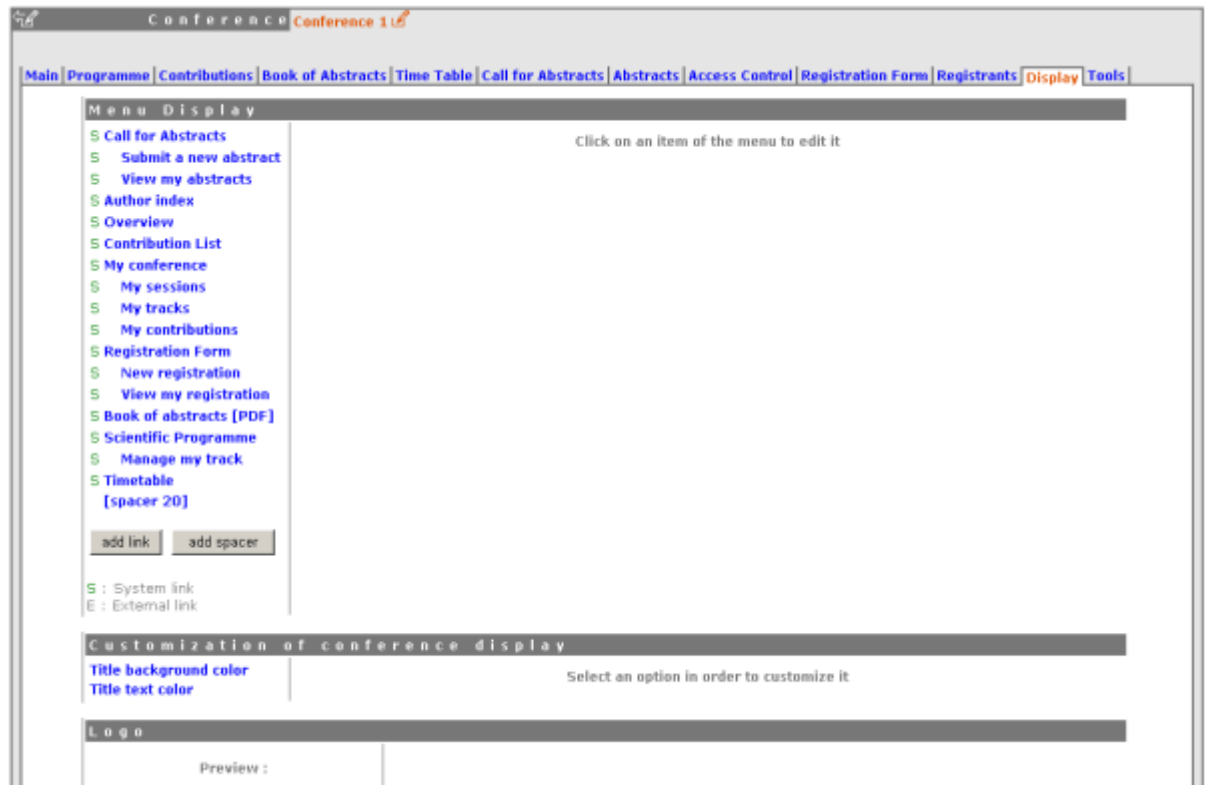 Conference Conference 1
Main Programme Contributions Book of Abstracts Time Table Call for Abstracts Abstracts Access Control Registration Form Registrants Display Tools
Menu Display
S Call for Abstracts
Click on an item of the menu to edit it
S Submit a new abstract
S View my abstracts
S Author index
S Overview
S Contribution List
S My conference
S My sessions
S My tracks
S My contributions
S Registration Form
S New registration
S View my registration
S Book of abstracts [PDF]
S Scientific Programme
S Manage my track
S Timetable
[spacer 20]
add link add spacer
S : System link
E : External link
Customization of conference display
Title background color
Select an option in order to customize it
Title text color
Logo
Preview :